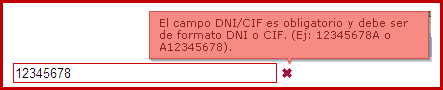 El campo DNI/CIF es obligatorio y debe ser
de formato DNI o CIF. (Ej: 12345678A o
A12345678).
12345678